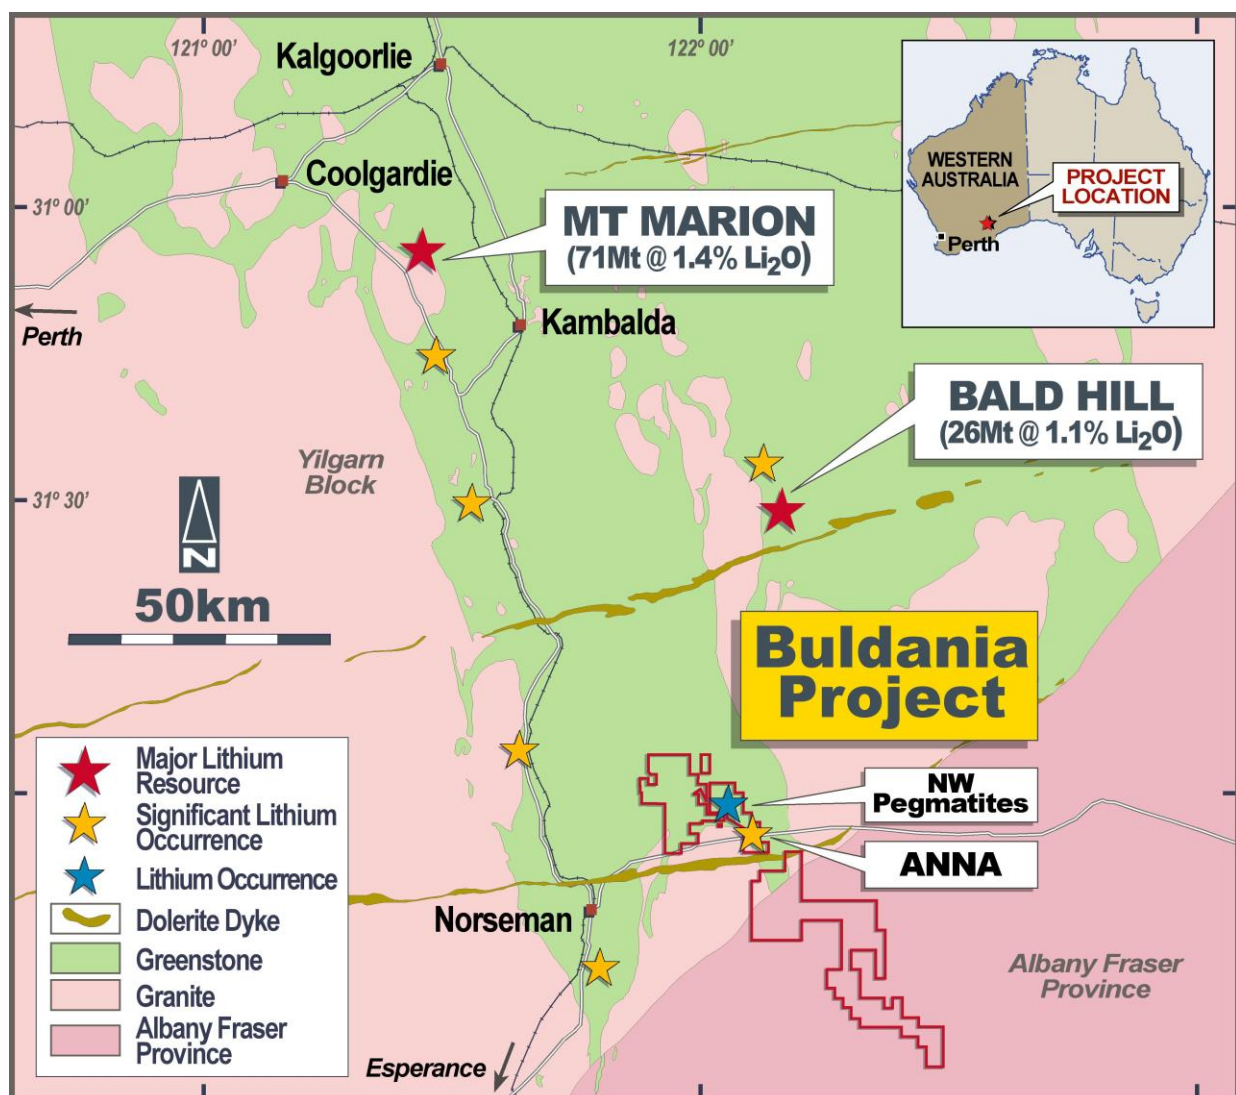 121° 00’
122° 00’
Kalgoorlie
Coolgardie
31° 00’
MT MARION
(71Mt @ 1.4% Li₂O)
WESTERN
AUSTRALIA
PROJECT
LOCATION
Perth
Perth
Kambalda
BALD HILL
(26Mt @ 1.1% Li₂O)
Yilgarn
Block
31° 30’
N
50km
Buldania
Project
NW
Pegmatites
ANNA
Norseman
Albany Fraser
Province
Esperance
Major Lithium
Resource
Significant Lithium
Occurrence
Lithium Occurrence
Dolerite Dyke
Greenstone
Granite
Albany Fraser
Province